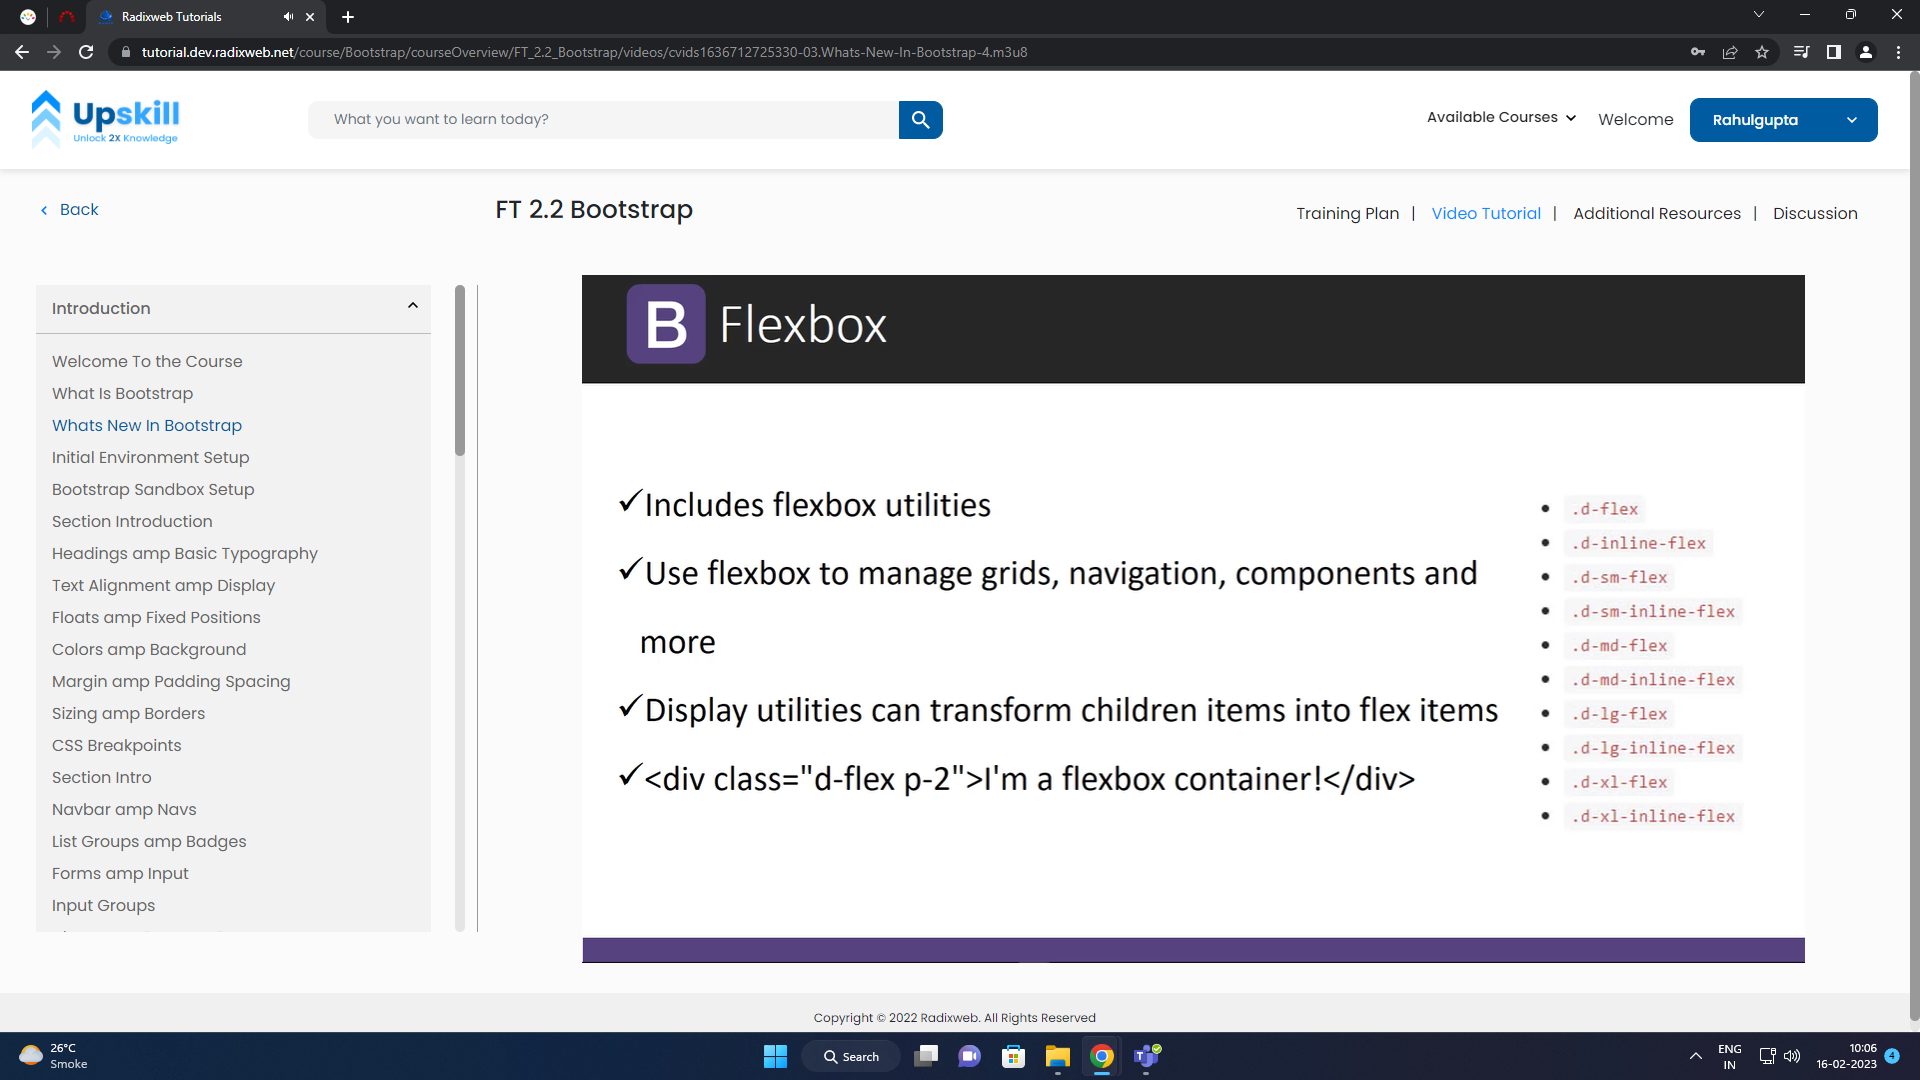 Radixweb Tutorials
tutorial.dev.radixweb.net/course/Bootstrap/courseOverview/FT_2.2_Bootstrap/videos/cvids1636712725330-03.Whats-New-In-Bootstrap-4.m3u8
Upskill
Unlock 2X Knowledge
What you want to learn today?
Available Courses
Welcome
Rahulgupta
Back
FT 2.2 Bootstrap
Training Plan | Video Tutorial | Additional Resources | Discussion
Introduction
Welcome To the Course
What Is Bootstrap
Whats New In Bootstrap
Initial Environment Setup
Bootstrap Sandbox Setup
Section Introduction
Headings amp Basic Typography
Text Alignment amp Display
Floats amp Fixed Positions
Colors amp Background
Margin amp Padding Spacing
Sizing amp Borders
CSS Breakpoints
Section Intro
Navbar amp Navs
List Groups amp Badges
Forms amp Input
Input Groups
B Flexbox
✓Includes flexbox utilities
✓Use flexbox to manage grids, navigation, components and
more
✓Display utilities can transform children items into flex items
✓<div class="d-flex p-2">I'm a flexbox container!</div>
• .d-flex
• .d-inline-flex
• .d-sm-flex
• .d-sm-inline-flex
• .d-md-flex
• .d-md-inline-flex
• .d-lg-flex
• .d-lg-inline-flex
• .d-xl-flex
• .d-xl-inline-flex
Copyright © 2022 Radixweb. All Rights Reserved
26°C
Smoke
Search
ENG
IN
10:06
16-02-2023
4